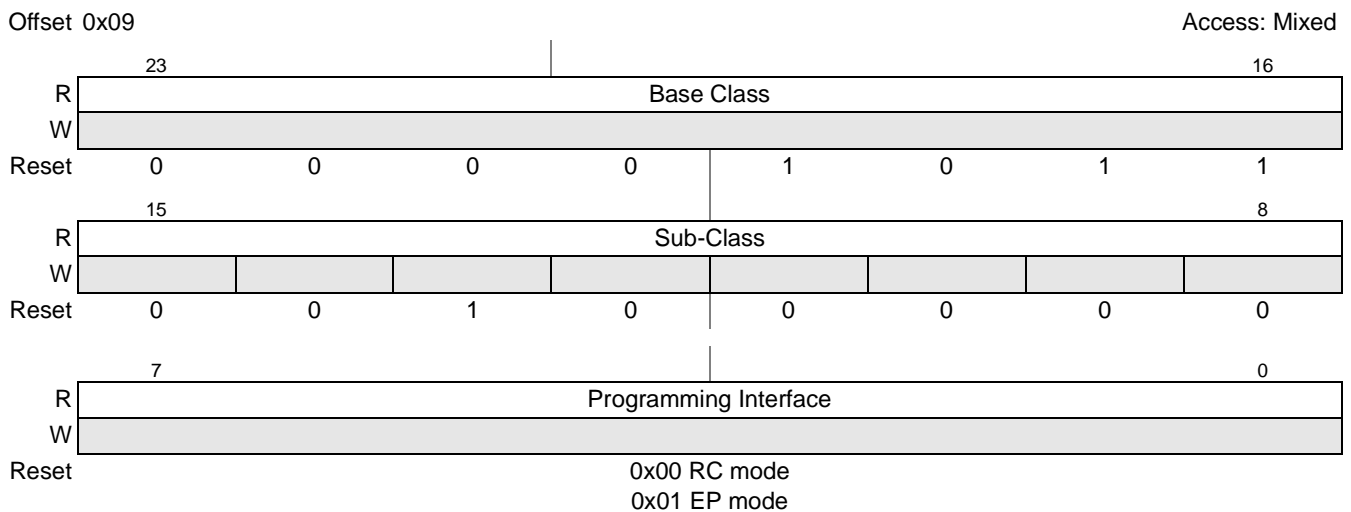 Offset 0x09 Access: Mixed
23 16
R Base Class
W
Reset 0 0 0 0 1 0 1 1
15 8
R Sub-Class
W
Reset 0 0 1 0 0 0 0 0
7 0
R Programming Interface
W
Reset 0x00 RC mode
0x01 EP mode